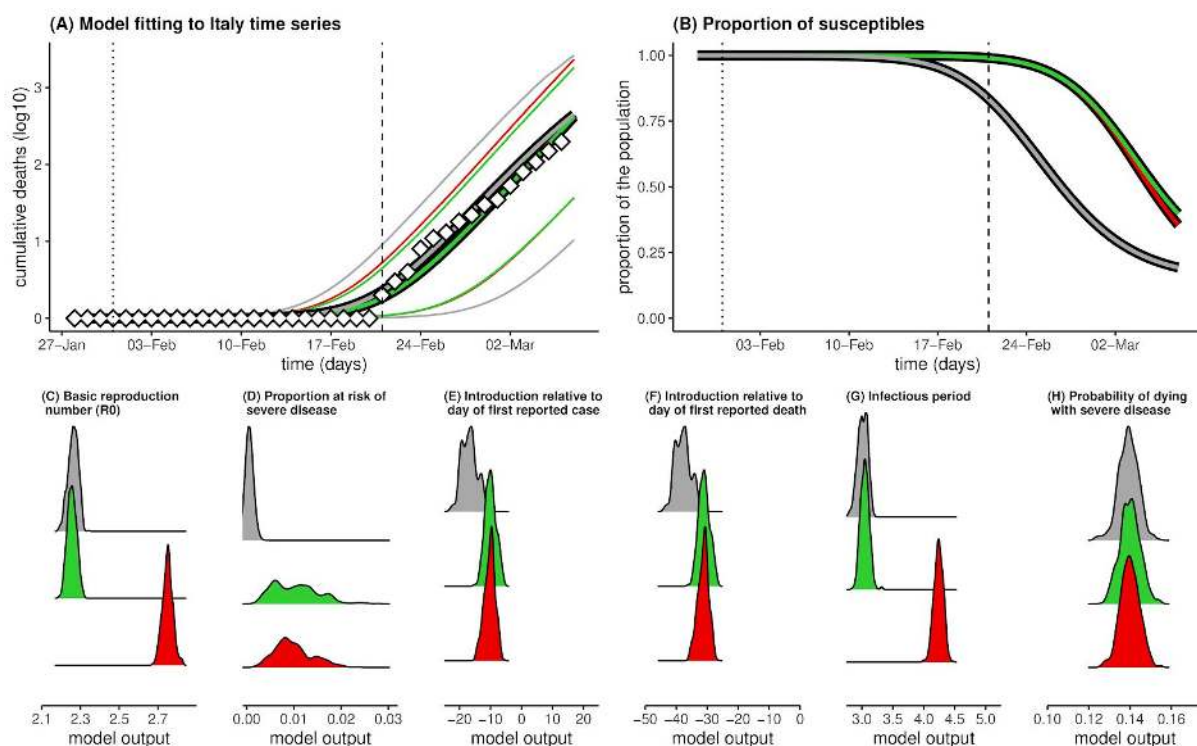 (A) Model fitting to Italy time series
cumulative deaths (log10)
3
2
1
0
27−Jan 03−Feb 10−Feb 17−Feb 24−Feb 02−Mar
time (days)
(B) Proportion of susceptibles
proportion of the population
1.00
0.75
0.50
0.25
0.00
03−Feb 10−Feb 17−Feb 24−Feb 02−Mar
time (days)
(C) Basic reproduction
number (R0)
2.1 2.3 2.5 2.7
model output
(D) Proportion at risk of
severe disease
0.00 0.01 0.02 0.03
model output
(E) Introduction relative to
day of first reported case
−20 −10 0 10 20
model output
(F) Introduction relative to
day of first reported death
−50 −40 −30 −20 −10 0
model output
(G) Infectious period
3.0 3.5 4.0 4.5 5.0
model output
(H) Probability of dying
with severe disease
0.10 0.12 0.14 0.16
model output